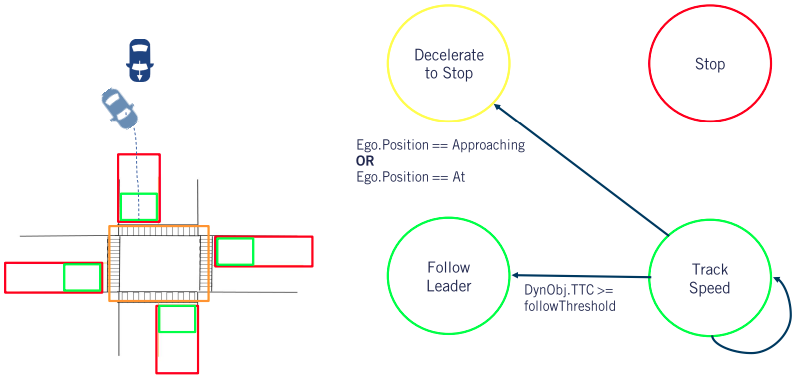 Decelerate
to Stop
Stop
Ego.Position == Approaching
OR
Ego.Position == At
Follow
Leader
DynObj.TTC >=
followThreshold
Track
Speed